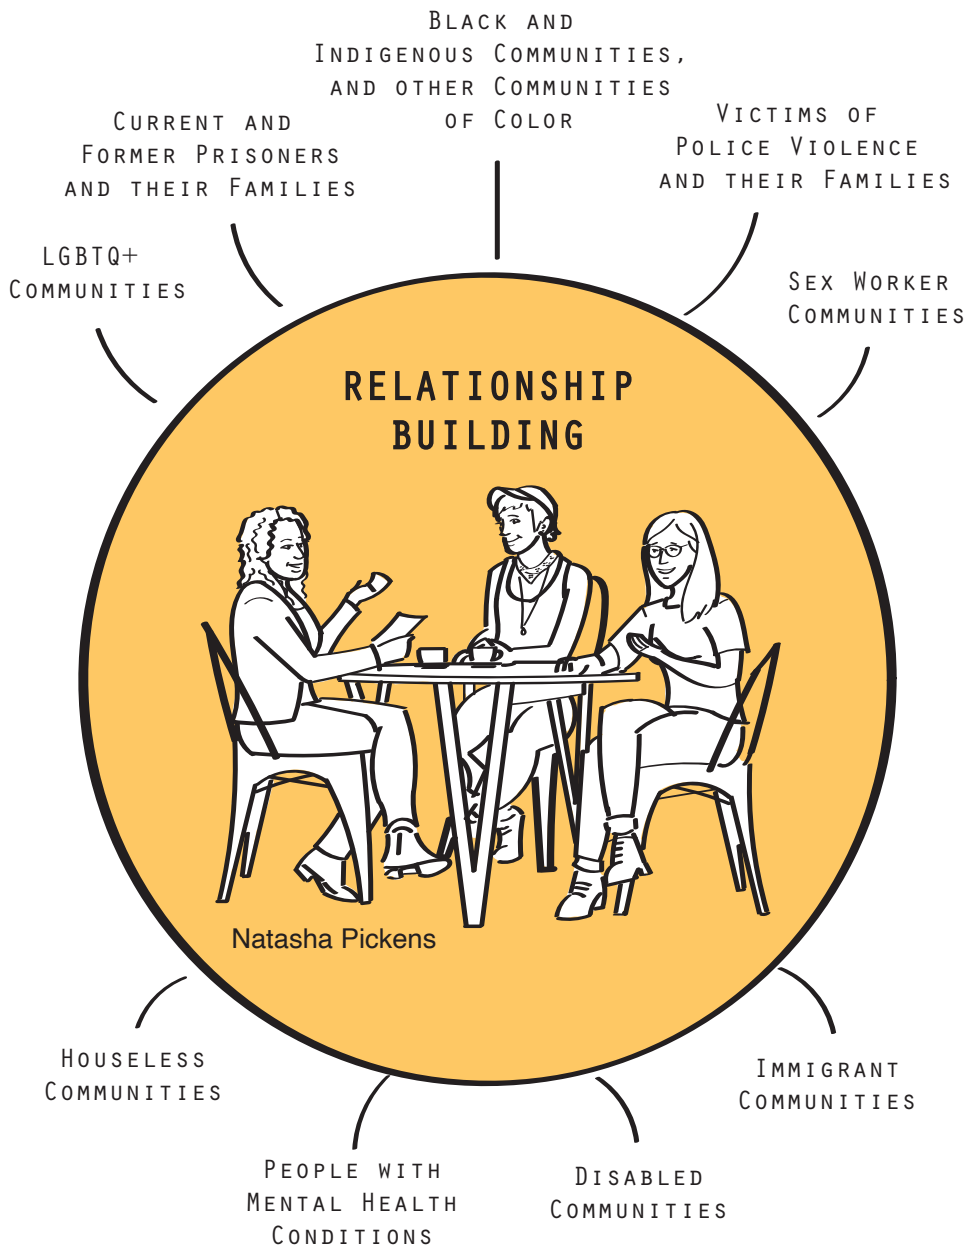 Black and
Indigenous Communities,
and other Communities
of Color
Current and
Former Prisoners
and their Families
Victims of
Police Violence
and their Families
LGBTQ+
Communities
Sex Worker
Communities
RELATIONSHIP
BUILDING
Natasha Pickens
Houseless
Communities
Immigrant
Communities
People with
Mental Health
Conditions
Disabled
Communities